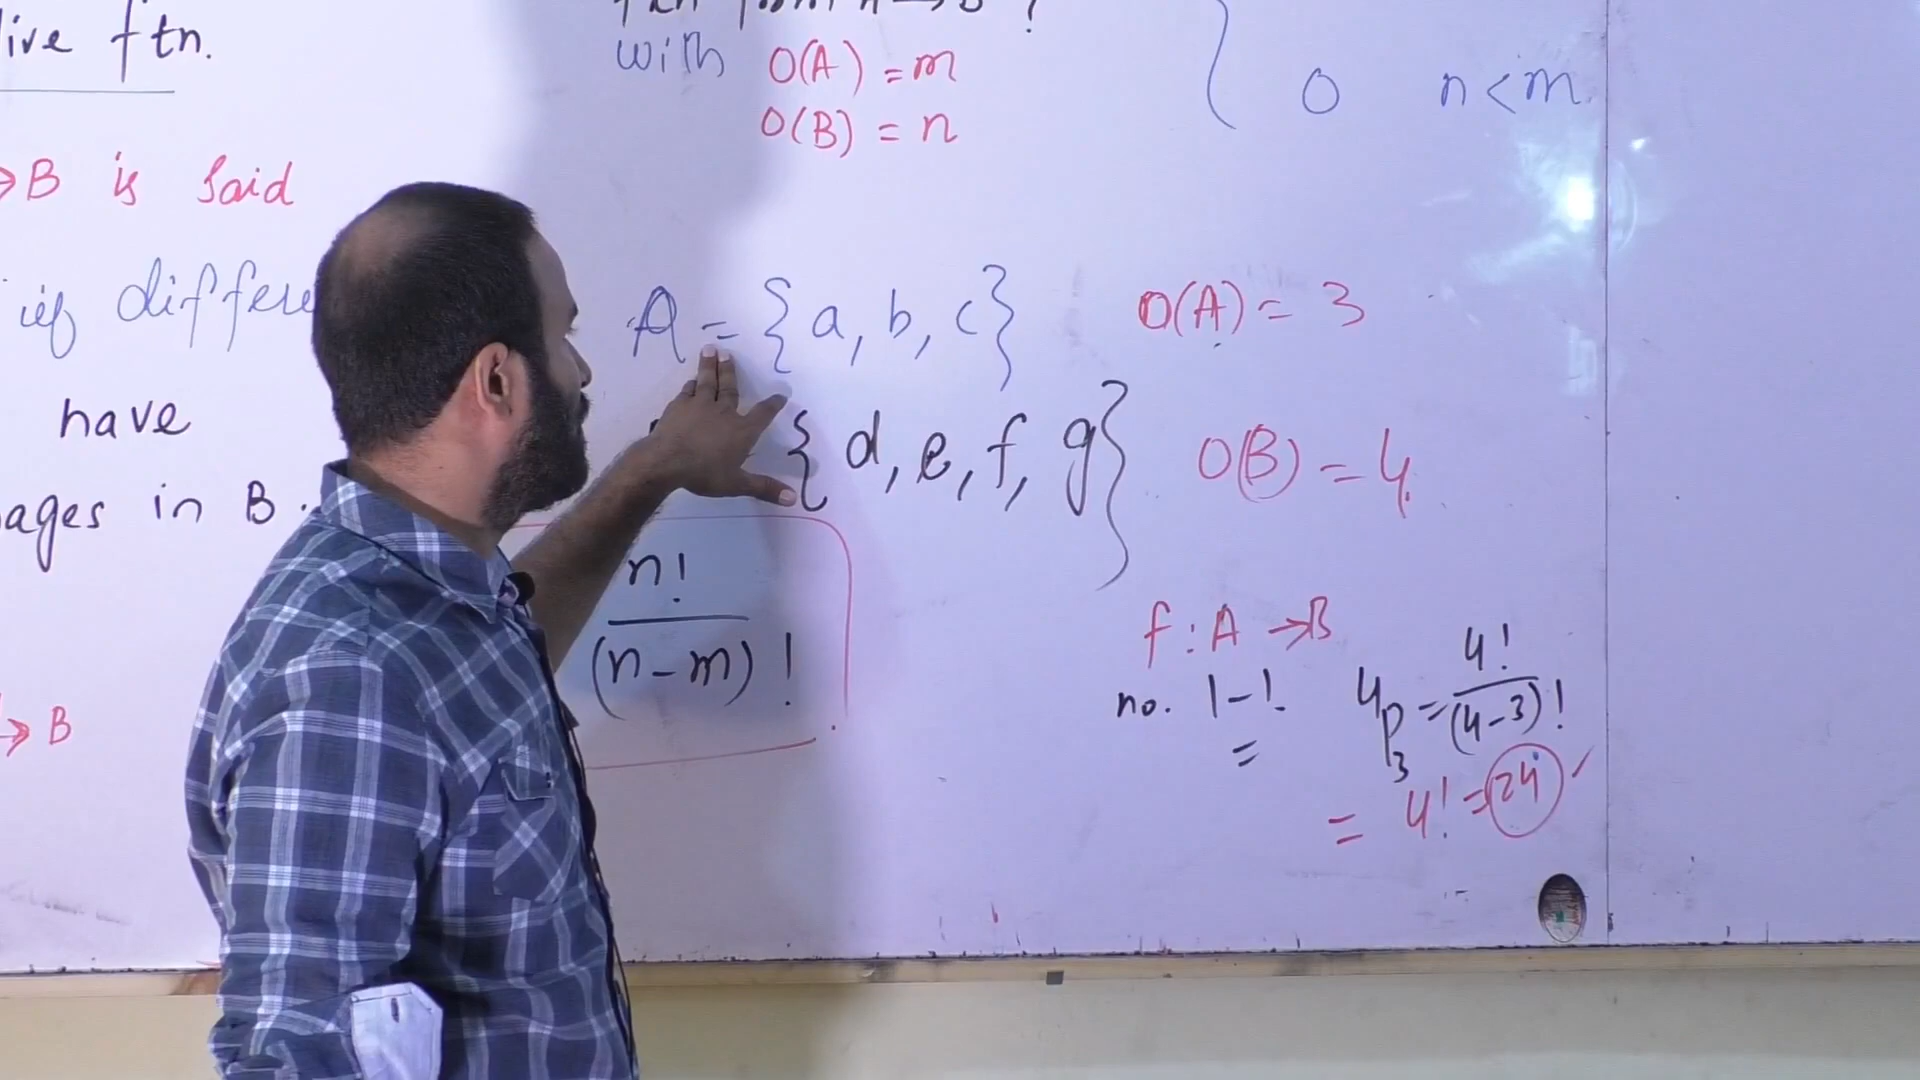 ftn.
B is said
if differe
have
ages in B.
→ B
with O(A) = m
O(B) = n
0 n < m
A = {a, b, c} O(A) = 3
{d, e, f, g} O(B) = 4
n!
(n-m)!
f : A → B
no. 1-1 4P3 = 4!
(4-3)!
=
= 4! = 24 ✓